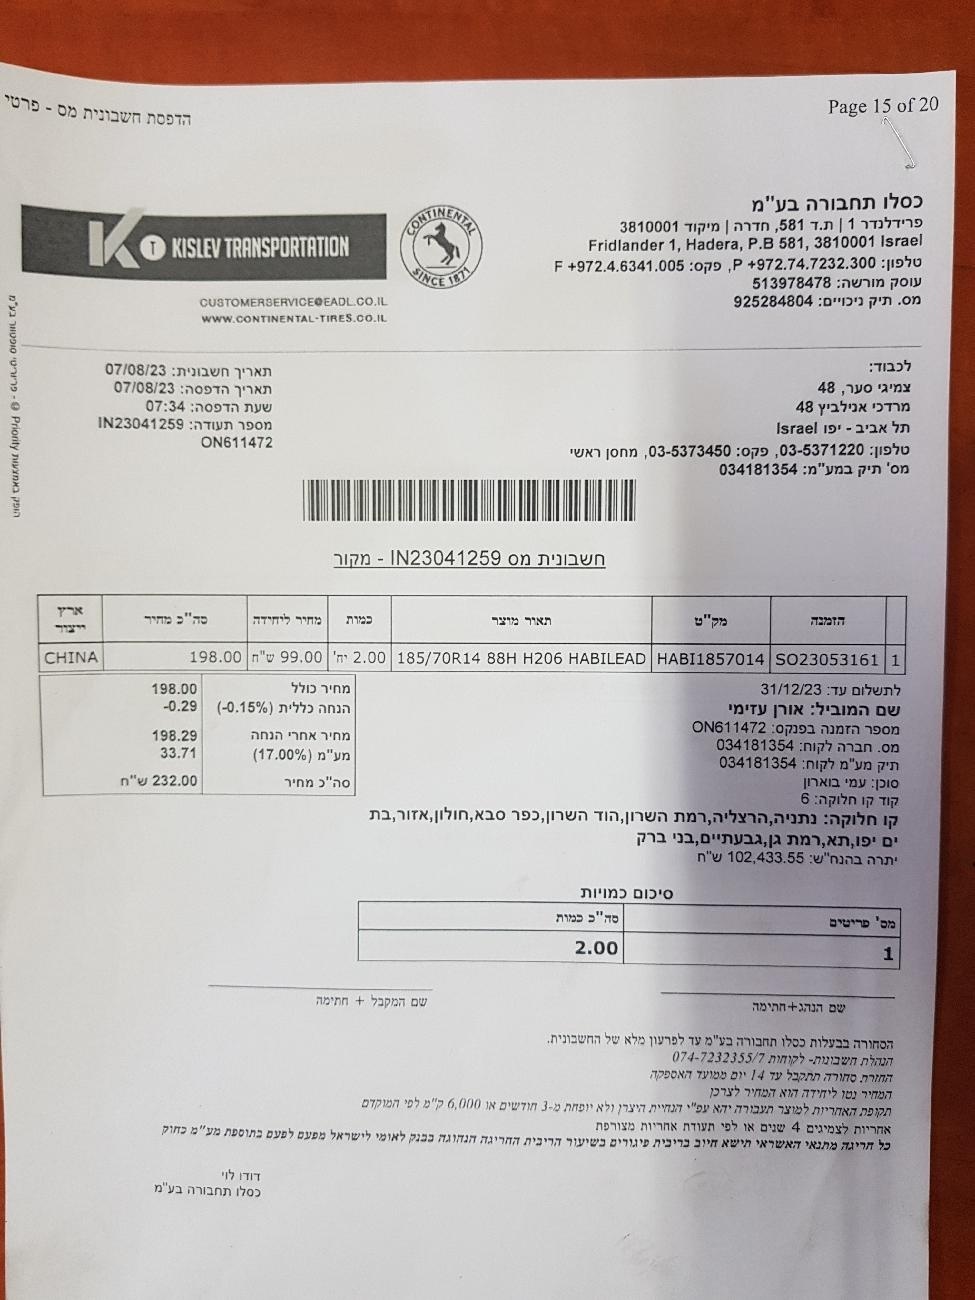 הדפסת חשבונית מס - פרטי
Page 15 of 20
כסלו תחבורה בע"מ
פרידלנדר 1 | ת.ד 581, חדרה | מיקוד 3810001
Fridlander 1, Hadera, P.B 581, 3810001 Israel
טלפון: P +972.74.7232.300, פקס: F +972.4.6341.005
עוסק מורשה: 513978478
מס. תיק ניכויים: 925284804
KISLEV TRANSPORTATION
CONTINENTAL
SINCE 1871
CUSTOMERSERVICE@EADL.CO.IL
WWW.CONTINENTAL-TIRES.CO.IL
הופק באמצעות Priority © - פריוריטי סופטוור בע"מ
לכבוד:
צמיגי סער, 48
מרדכי אנילביץ 48
תל אביב - יפו Israel
טלפון: 03-5371220, פקס: 03-5373450, מחסן ראשי
מס' תיק במע"מ: 034181354
תאריך חשבונית: 07/08/23
תאריך הדפסה: 07/08/23
שעת הדפסה: 07:34
מספר תעודה: IN23041259
ON611472
חשבונית מס IN23041259 - מקור
הזמנה מק"ט תאור מוצר כמות מחיר ליחידה סה"כ מחיר ארץ ייצור
1 SO23053161 HABI1857014 185/70R14 88H H206 HABILEAD 2.00 יח' 99.00 ש"ח 198.00 CHINA
מחיר כולל 198.00
הנחה כללית (-0.15%) -0.29
מחיר אחרי הנחה 198.29
מע"מ (17.00%) 33.71
סה"כ מחיר 232.00 ש"ח
לתשלום עד: 31/12/23
שם המוביל: אורן עזימי
מספר הזמנה בפנקס: ON611472
מס. חברה לקוח: 034181354
תיק מע"מ לקוח: 034181354
סוכן: עמי בוארון
קוד קו חלוקה: 6
קו חלוקה: נתניה,הרצליה,רמת השרון,הוד השרון,כפר סבא,חולון,אזור,בת
ים יפו,תא,רמת גן,גבעתיים,בני ברק
יתרה בהנח"ש: 102,433.55 ש"ח
סיכום כמויות
מס' פריטים סה"כ כמות
1 2.00
שם הנהג+חתימה
שם המקבל + חתימה
הסחורה בבעלות כסלו תחבורה בע"מ עד לפרעון מלא של החשבונית.
הנהלת חשבונות- לקוחות 074-7232355/7
החזרת סחורה תתקבל עד 14 יום ממועד האספקה
המחיר נטו ליחידה הוא המחיר לצרכן
תקופת האחריות למוצר תעבורה יהא עפ"י הנחיית היצרן ולא יופחת מ-3 חודשים או 6,000 ק"מ לפי המוקדם
אחריות לצמיגים 4 שנים או לפי תעודת אחריות מצורפת
כל חריגה מתנאי האשראי תישא חיוב בריבית פיגורים בשיעור הריבית החריגה הנהוגה בבנק לאומי לישראל מפעם לפעם בתוספת מע"מ כחוק
דודו לוי
כסלו תחבורה בע"מ